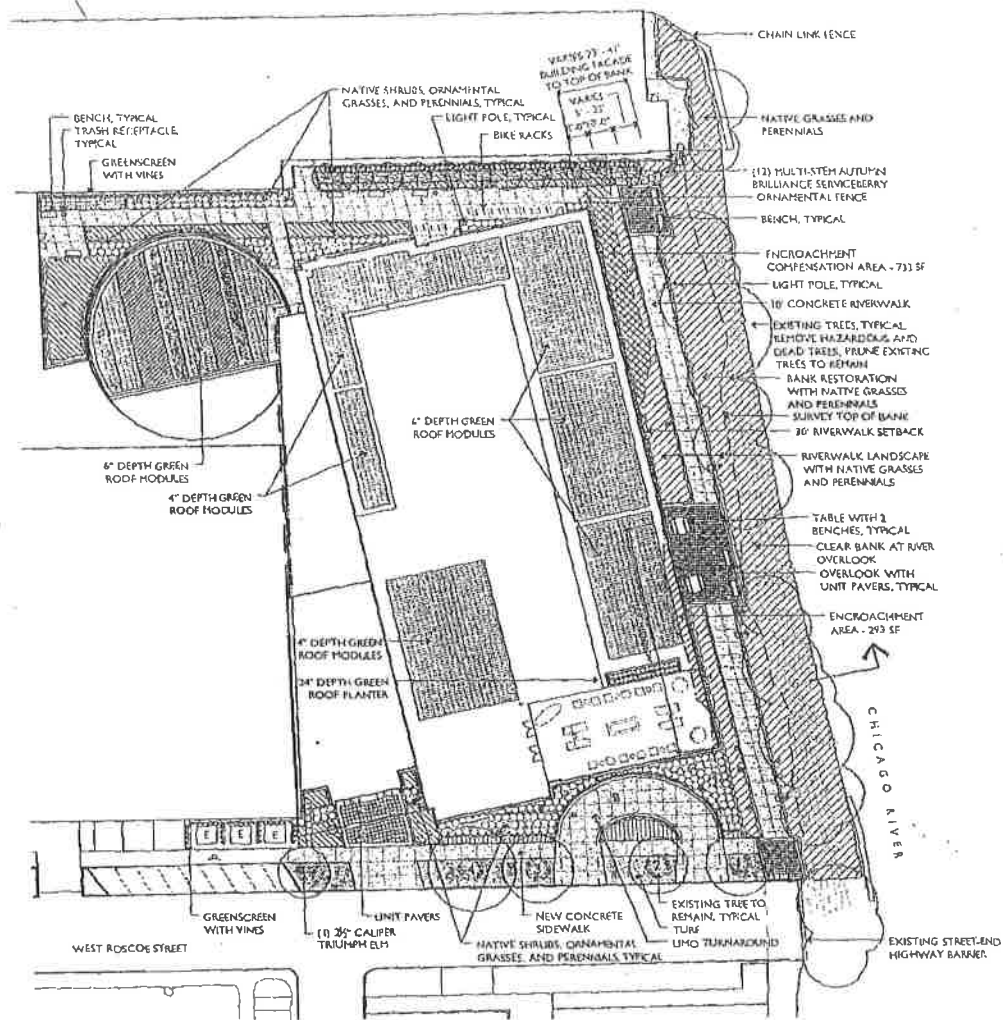 CHAIN LINK FENCE
BUILDING FACADE
TO TOP OF BANK
VARIES
NATIVE SHRUBS, ORNAMENTAL
GRASSES, AND PERENNIALS, TYPICAL
LIGHT POLE, TYPICAL
BIKE RACKS
BENCH, TYPICAL
TRASH RECEPTACLE,
TYPICAL
GREENSCREEN
WITH VINES
NATIVE GRASSES AND
PERENNIALS
(12) MULTI-STEM AUTUMN
BRILLIANCE SERVICEBERRY
ORNAMENTAL FENCE
BENCH, TYPICAL
ENCROACHMENT
COMPENSATION AREA - 733 SF
LIGHT POLE, TYPICAL
10' CONCRETE RIVERWALK
EXISTING TREES, TYPICAL
REMOVE HAZARDOUS AND
DEAD TREES, PRUNE EXISTING
TREES TO REMAIN
BANK RESTORATION
WITH NATIVE GRASSES
AND PERENNIALS
SURVEY TOP OF BANK
30' RIVERWALK SETBACK
RIVERWALK LANDSCAPE
WITH NATIVE GRASSES
AND PERENNIALS
6" DEPTH GREEN
ROOF MODULES
6" DEPTH GREEN
ROOF MODULES
4" DEPTH GREEN
ROOF MODULES
TABLE WITH 2
BENCHES, TYPICAL
CLEAR BANK AT RIVER
OVERLOOK
OVERLOOK WITH
UNIT PAVERS, TYPICAL
ENCROACHMENT
AREA - 293 SF
4" DEPTH GREEN
ROOF MODULES
24" DEPTH GREEN
ROOF PLANTER
CHICAGO RIVER
E E E
GREENSCREEN
WITH VINES
(1) 2½" CALIPER
TRIUMPH ELM
UNIT PAVERS
NATIVE SHRUBS, ORNAMENTAL
GRASSES, AND PERENNIALS TYPICAL
NEW CONCRETE
SIDEWALK
EXISTING TREE TO
REMAIN, TYPICAL
TURF
LIMO TURNAROUND
EXISTING STREET-END
HIGHWAY BARRIER
WEST ROSCOE STREET